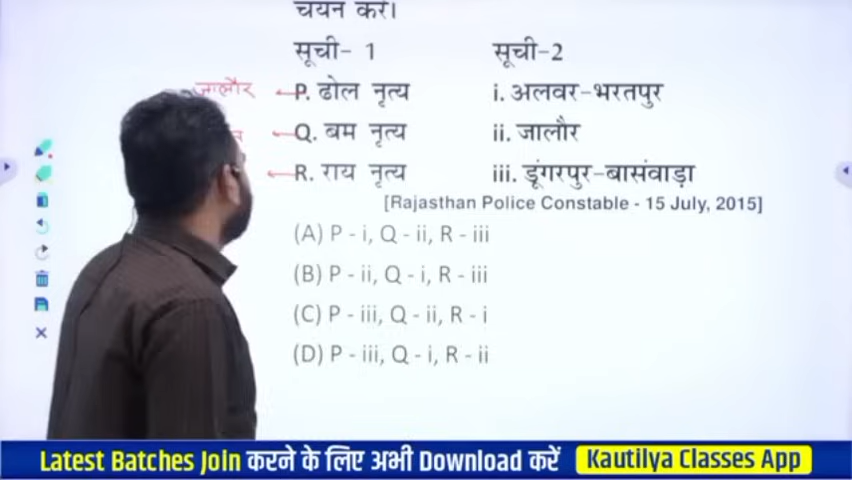 चयन करें।
सूची- 1 सूची-2
जालौर P. ढोल नृत्य i. अलवर-भरतपुर
Q. बम नृत्य ii. जालौर
R. राय नृत्य iii. डूंगरपुर-बासंवाड़ा
[Rajasthan Police Constable - 15 July, 2015]
(A) P - i, Q - ii, R - iii
(B) P - ii, Q - i, R - iii
(C) P - iii, Q - ii, R - i
(D) P - iii, Q - i, R - ii
Latest Batches Join करने के लिए अभी Download करें Kautilya Classes App